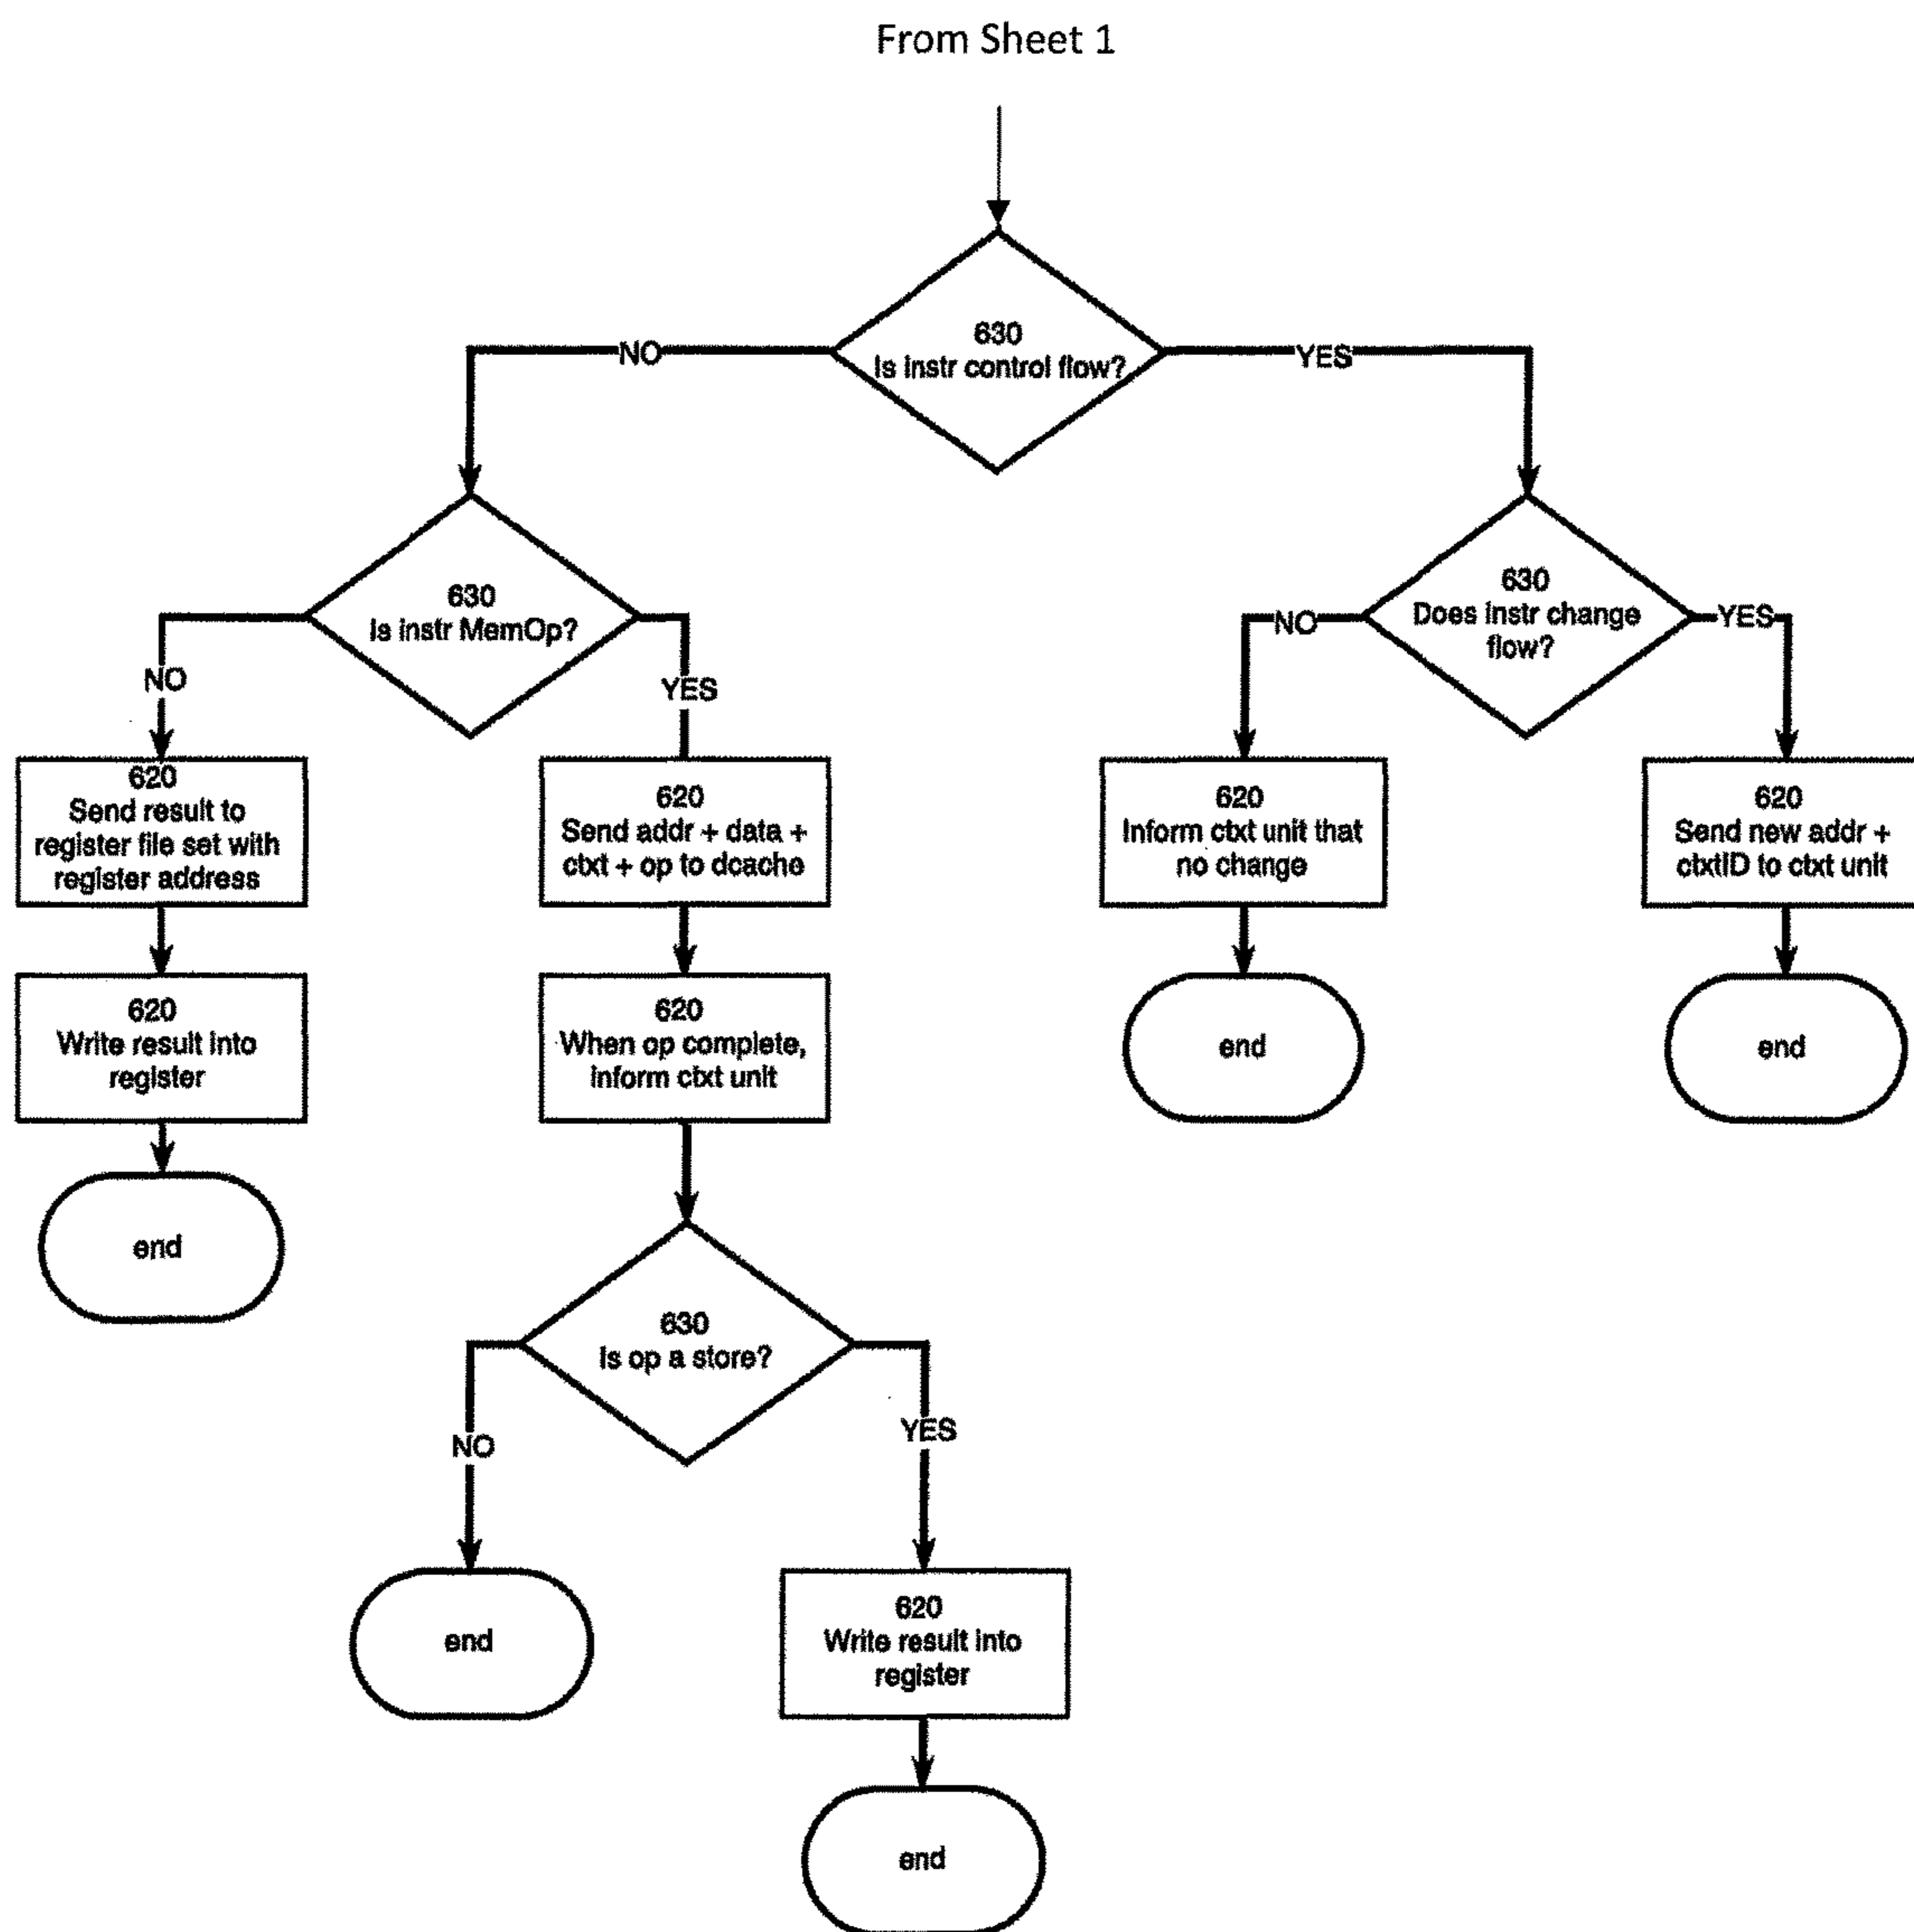 From Sheet 1
630
Is instr control flow?
NO
YES
630
Is instr MemOp?
630
Does instr change
flow?
NO
YES
NO
YES
620
Send result to
register file set with
register address
620
Send addr + data +
ctxt + op to dcache
620
Inform ctxt unit that
no change
620
Send new addr +
ctxtID to ctxt unit
620
Write result into
register
620
When op complete,
inform ctxt unit
end
end
end
630
Is op a store?
NO
YES
end
620
Write result into
register
end